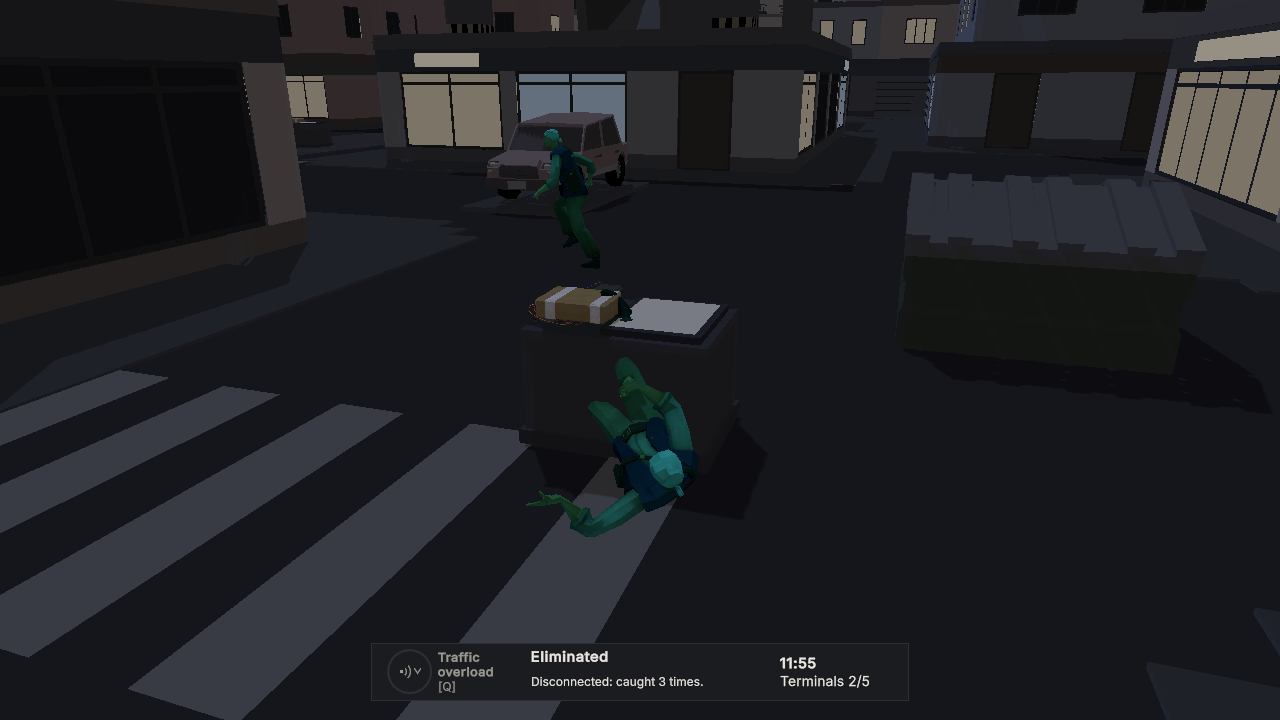 Traffic
overload
[Q]
Eliminated
Disconnected: caught 3 times.
11:55
Terminals 2/5